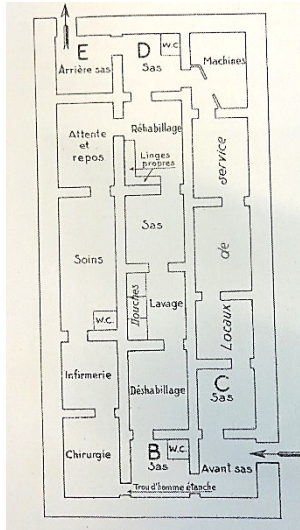 E
Arrière sas
D
Sas
W.C
Machines
Attente
et
repos
Réhabillage
Linges
propres
Sas
Soins
W.C
Douches
Lavage
Locaux de service
Infirmerie
Déshabillage
C
Sas
Chirurgie
B
Sas
W.C
Avant sas
Trou d'homme étanche